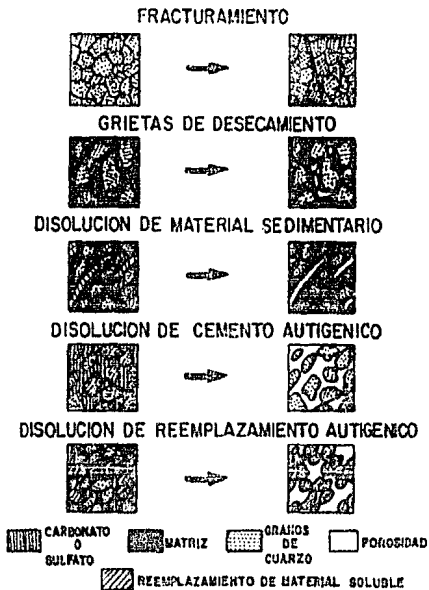 FRACTURAMIENTO
GRIETAS DE DESECAMIENTO
DISOLUCION DE MATERIAL SEDIMENTARIO
DISOLUCION DE CEMENTO AUTIGENICO
DISOLUCION DE REEMPLAZAMIENTO AUTIGENICO
CARBONATO
O
SULFATO
MATRIZ
GRANOS
DE
CUARZO
POROSIDAD
REEMPLAZAMIENTO DE MATERIAL SOLUBLE